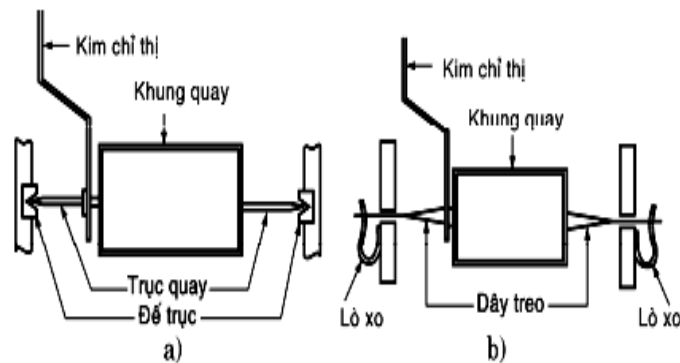 Kim chỉ thị
Khung quay
Trục quay
Đế trục
a)
Kim chỉ thị
Khung quay
Lò xo
Dây treo
Lò xo
b)